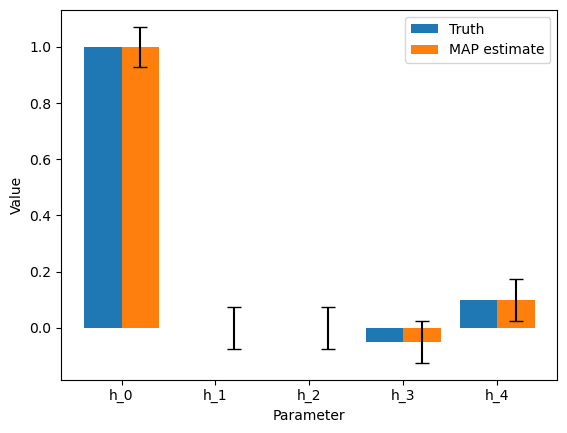 Truth
MAP estimate
1.0
0.8
0.6
0.4
0.2
0.0
Value
h_0 h_1 h_2 h_3 h_4
Parameter